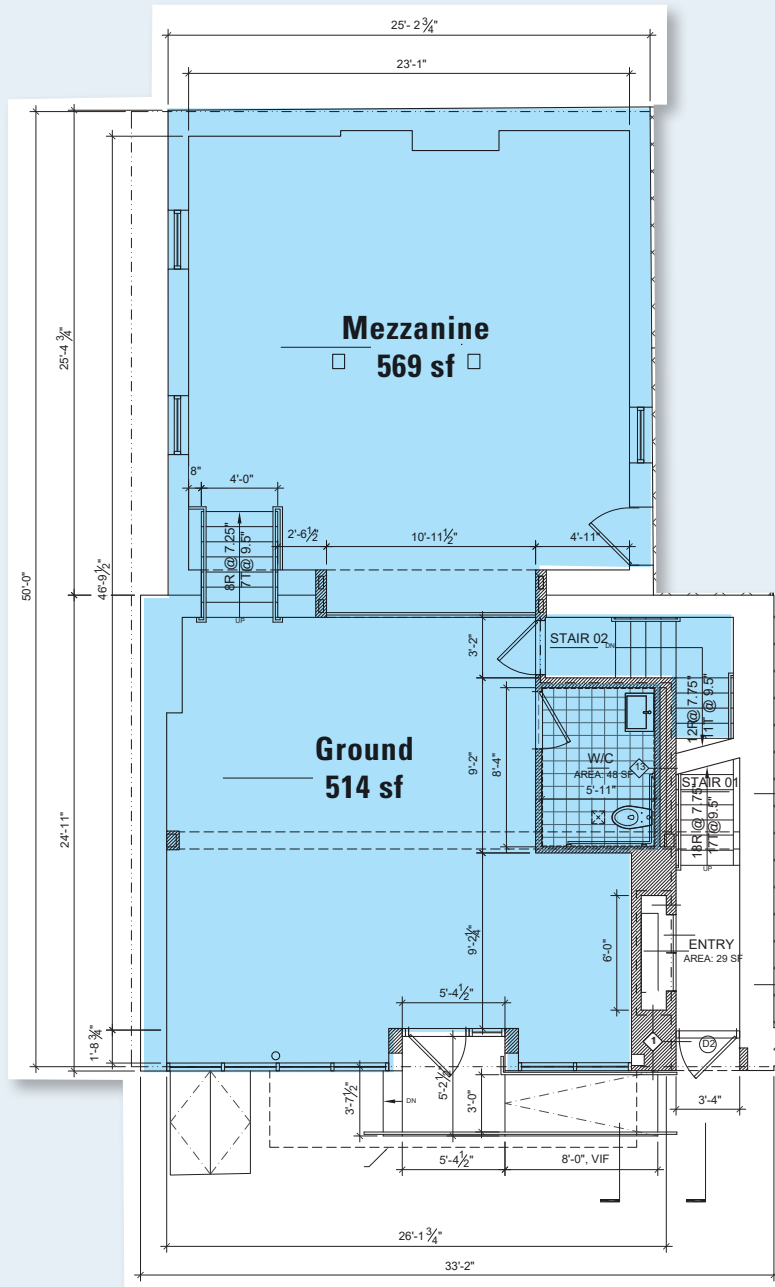 25'- 2 3/4"
23'-1"
25'-4 3/4"
46'-9 1/2"
50'-0"
Mezzanine
569 sf
8"
4'-0"
8R @ 7.25"
7T@ 9.5"
UP
2'-6 1/2"
10'-11 1/2"
4'-11"
3'-2"
STAIR 02
DN
12R@ 7.75"
11T @ 9.5"
Ground
514 sf
9'-2"
8'-4"
W/C
AREA: 48 SF
13
5'-11"
STAIR 01
18R @ 7.75"
17T@9.5"
UP
24'-11"
9'-2 1/4"
6'-0"
ENTRY
AREA: 29 SF
5'-4 1/2"
1'-8 3/4"
1
D2
3'-7 1/2"
DN
5'-2 1/2"
3'-0"
3'-4"
5'-4 1/2"
8'-0", VIF
26'-1 3/4"
33'-2"